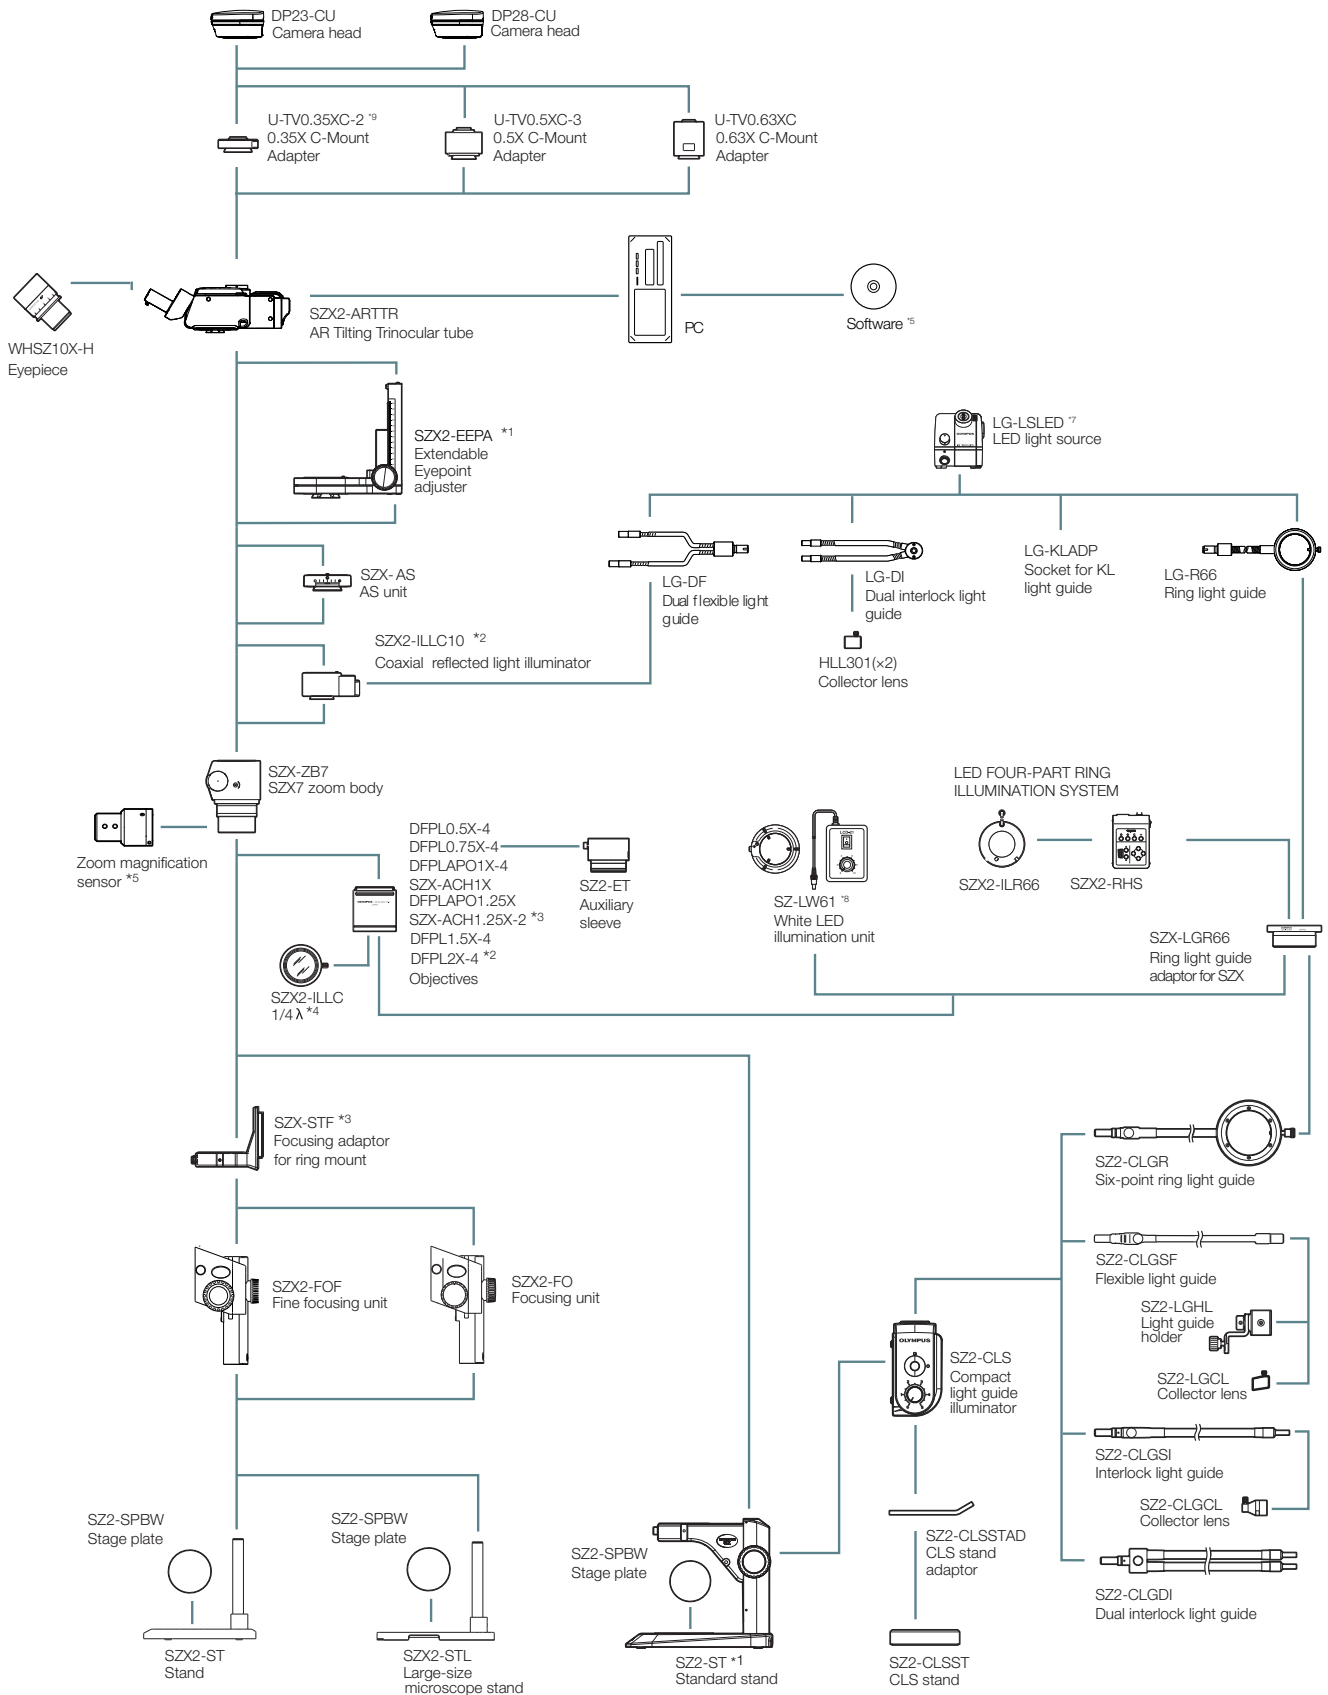 DP23-CU
Camera head
DP28-CU
Camera head
U-TV0.35XC-2 *9
0.35X C-Mount
Adapter
U-TV0.5XC-3
0.5X C-Mount
Adapter
U-TV0.63XC
0.63X C-Mount
Adapter
WHSZ10X-H
Eyepiece
SZX2-ARTTR
AR Tilting Trinocular tube
PC
Software *5
SZX2-EEPA *1
Extendable
Eyepoint
adjuster
LG-LSLED *7
LED light source
SZX-AS
AS unit
LG-DF
Dual flexible light
guide
LG-DI
Dual interlock light
guide
LG-KLADP
Socket for KL
light guide
LG-R66
Ring light guide
SZX2-ILLC10 *2
Coaxial reflected light illuminator
HLL301(×2)
Collector lens
SZX-ZB7
SZX7 zoom body
Zoom magnification
sensor *5
DFPL0.5X-4
DFPL0.75X-4
DFPLAPO1X-4
SZX-ACH1X
DFPLAPO1.25X
SZX-ACH1.25X-2 *3
DFPL1.5X-4
DFPL2X-4 *2
Objectives
SZ2-ET
Auxiliary
sleeve
SZX2-ILLC
1/4 λ *4
SZ-LW61 *8
White LED
illumination unit
LED FOUR-PART RING
ILLUMINATION SYSTEM
SZX2-ILR66
SZX2-RHS
SZX-LGR66
Ring light guide
adaptor for SZX
SZX-STF *3
Focusing adaptor
for ring mount
SZ2-CLGR
Six-point ring light guide
SZX2-FOF
Fine focusing unit
SZX2-FO
Focusing unit
SZ2-CLGSF
Flexible light guide
SZ2-LGHL
Light guide
holder
OLYMPUS
SZ2-CLS
Compact
light guide
illuminator
SZ2-LGCL
Collector lens
SZ2-CLGSI
Interlock light guide
SZ2-CLGCL
Collector lens
SZ2-SPBW
Stage plate
SZ2-SPBW
Stage plate
SZ2-SPBW
Stage plate
SZ2-CLSSTAD
CLS stand
adaptor
SZ2-CLGDI
Dual interlock light guide
SZX2-ST
Stand
SZX2-STL
Large-size
microscope stand
SZ2-ST *1
Standard stand
SZ2-CLSST
CLS stand